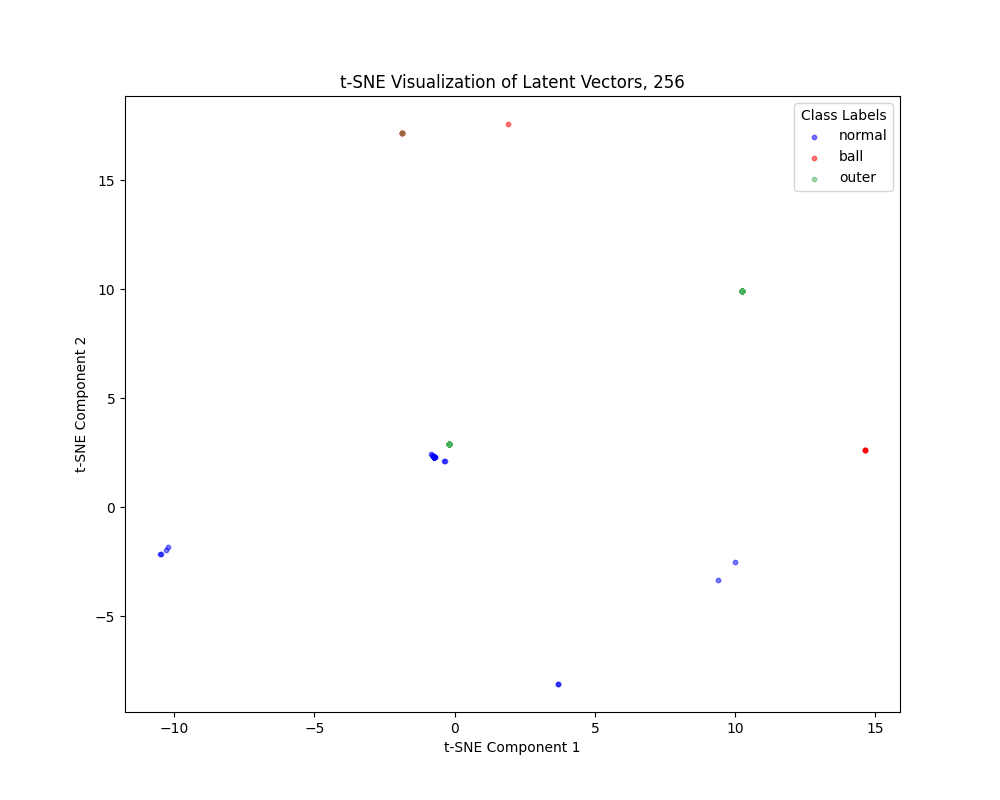 t-SNE Visualization of Latent Vectors, 256
Class Labels
normal
ball
outer
15
10
5
0
−5
t-SNE Component 2
−10
−5
0
5
10
15
t-SNE Component 1